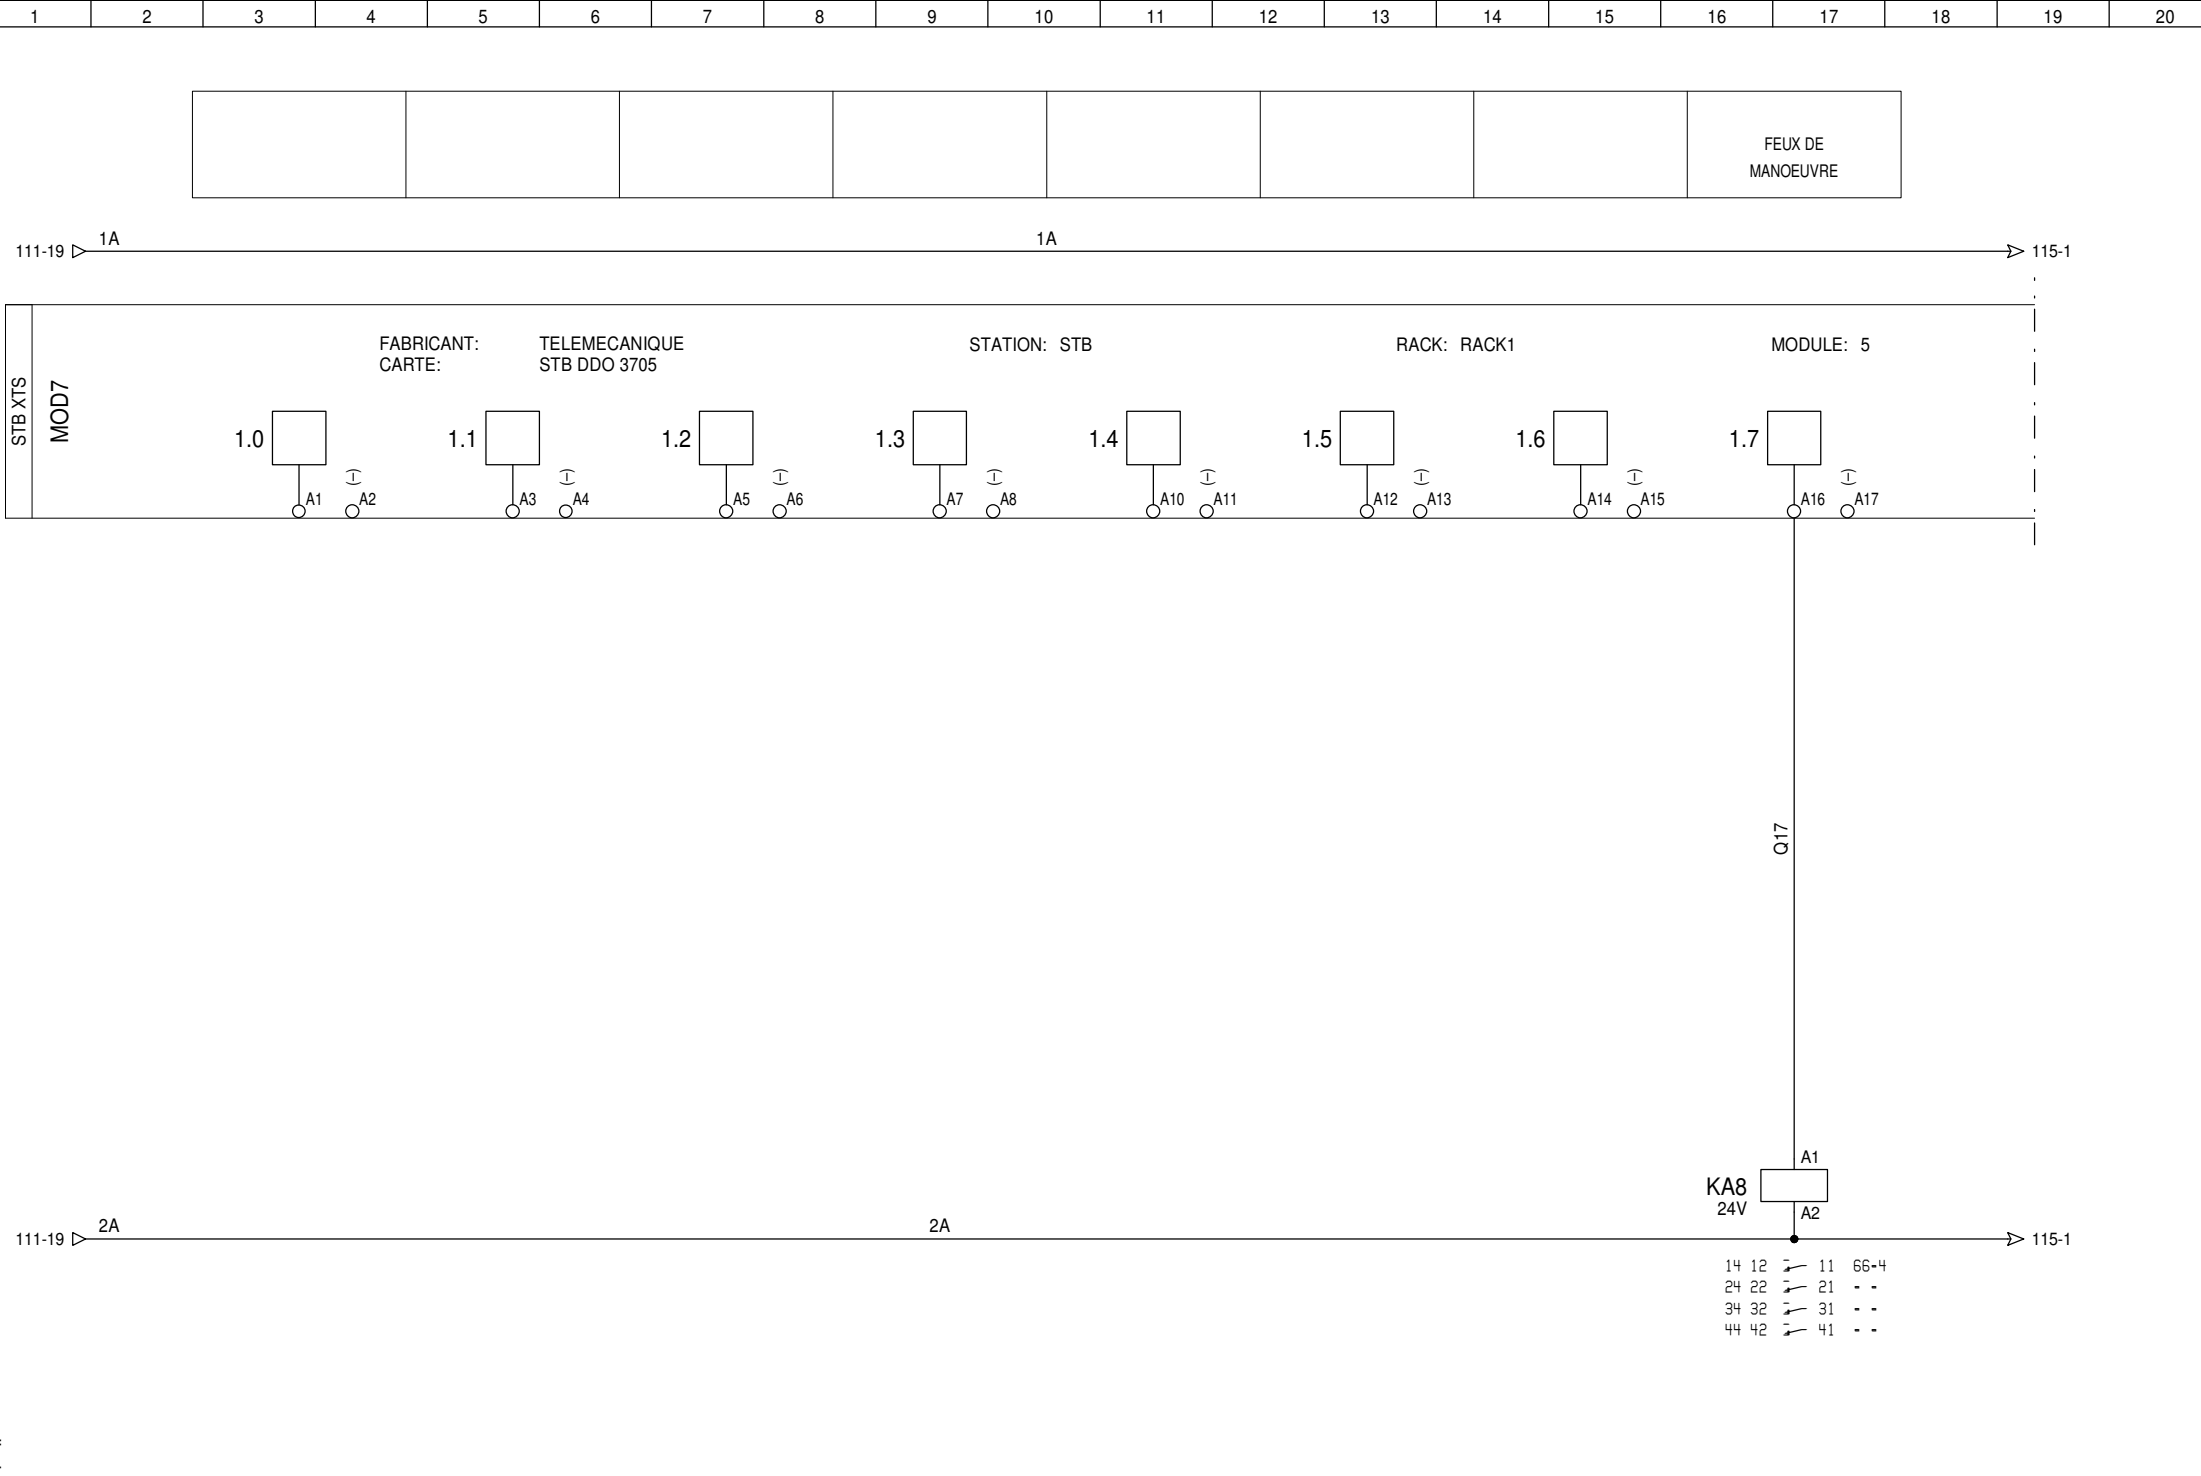 1 2 3 4 5 6 7 8 9 10 11 12 13 14 15 16 17 18 19 20
FEUX DE
MANOEUVRE
1A 1A
111-19 115-1
STB XTS
MOD7
FABRICANT: TELEMECANIQUE STATION: STB RACK: RACK1 MODULE: 5
CARTE: STB DDO 3705
1.0 1.1 1.2 1.3 1.4 1.5 1.6 1.7
(-) (-) (-) (-) (-) (-) (-) (-)
A1 A2 A3 A4 A5 A6 A7 A8 A10 A11 A12 A13 A14 A15 A16 A17
Q17
A1
KA8
24V
A2
2A 2A
111-19 115-1
14 12 11 66-4
24 22 21 - -
34 32 31 - -
44 42 41 - -